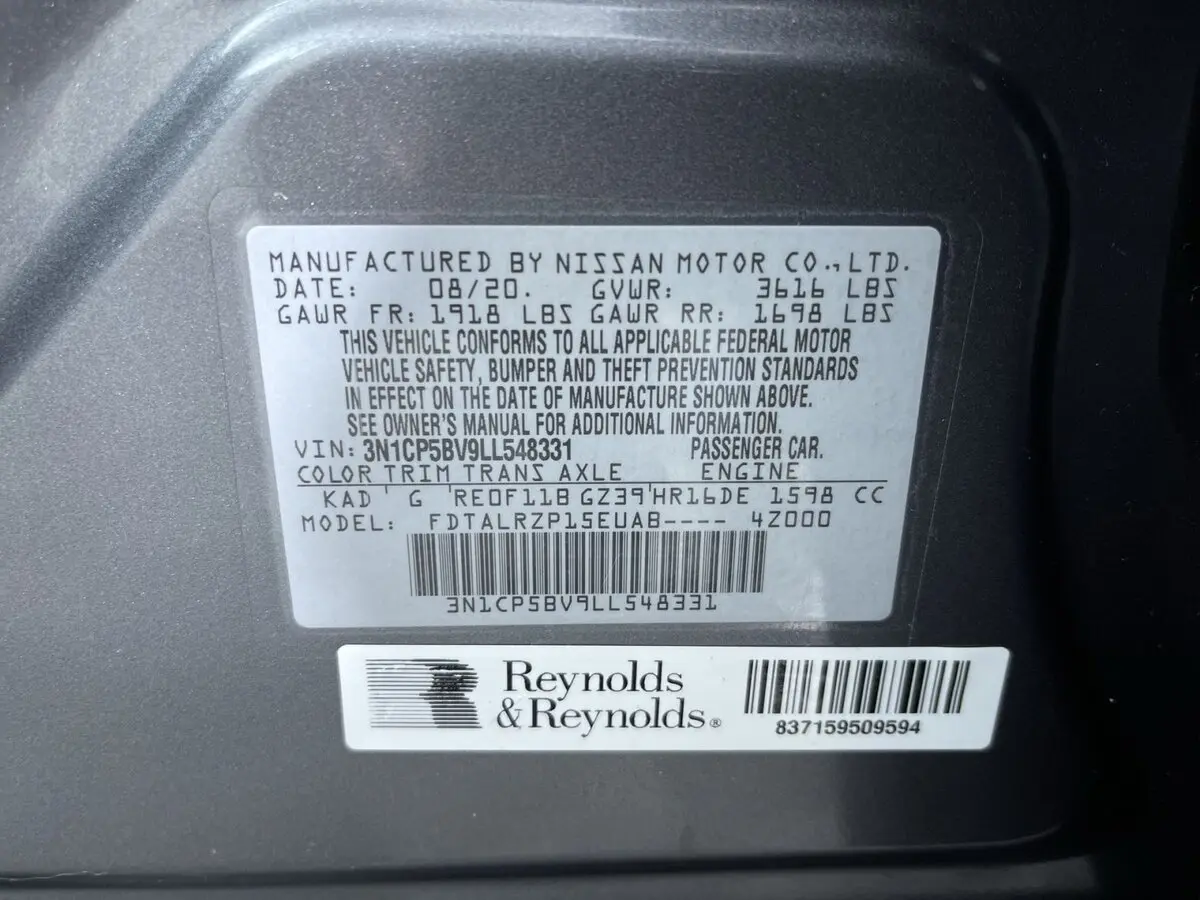 MANUFACTURED BY NISSAN MOTOR CO., LTD.
DATE: 08/20. GVWR: 3616 LBS
GAWR FR: 1918 LBS GAWR RR: 1698 LBS
THIS VEHICLE CONFORMS TO ALL APPLICABLE FEDERAL MOTOR
VEHICLE SAFETY, BUMPER AND THEFT PREVENTION STANDARDS
IN EFFECT ON THE DATE OF MANUFACTURE SHOWN ABOVE.
SEE OWNER'S MANUAL FOR ADDITIONAL INFORMATION.
VIN: 3N1CP5BV9LL548331 PASSENGER CAR.
COLOR TRIM TRANS AXLE ENGINE
KAD G RE0F11B GZ39 HR16DE 1598 CC
MODEL: FDTALRZP15EUAB---- 4Z000
3N1CP5BV9LL548331
Reynolds
&Reynolds®
837159509594